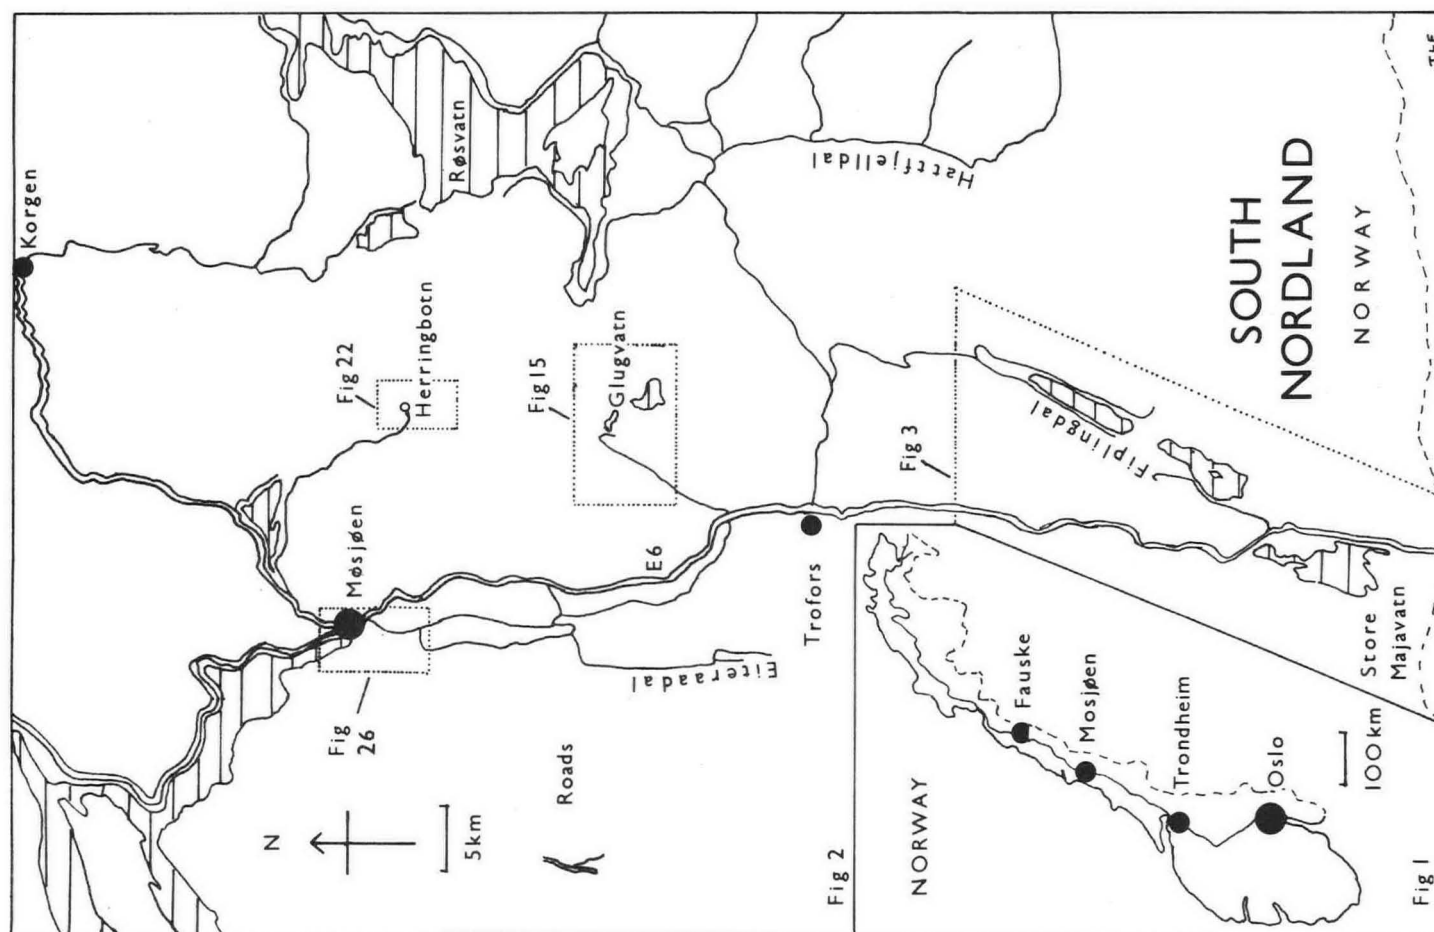 Korgen
Røsvatn
Hattfjelldal
Fig 22
Herringbotn
Fig 15
Glugvatn
Møsjøen
E6
Fig
26
Eiteraadal
Trofors
Fig 3
Fiplingdal
SOUTH
NORDLAND
NORWAY
N
5km
Roads
Fig 2
Store
Majavatn
NORWAY
Fauske
Mosjøen
Trondheim
Oslo
100km
Fig 1